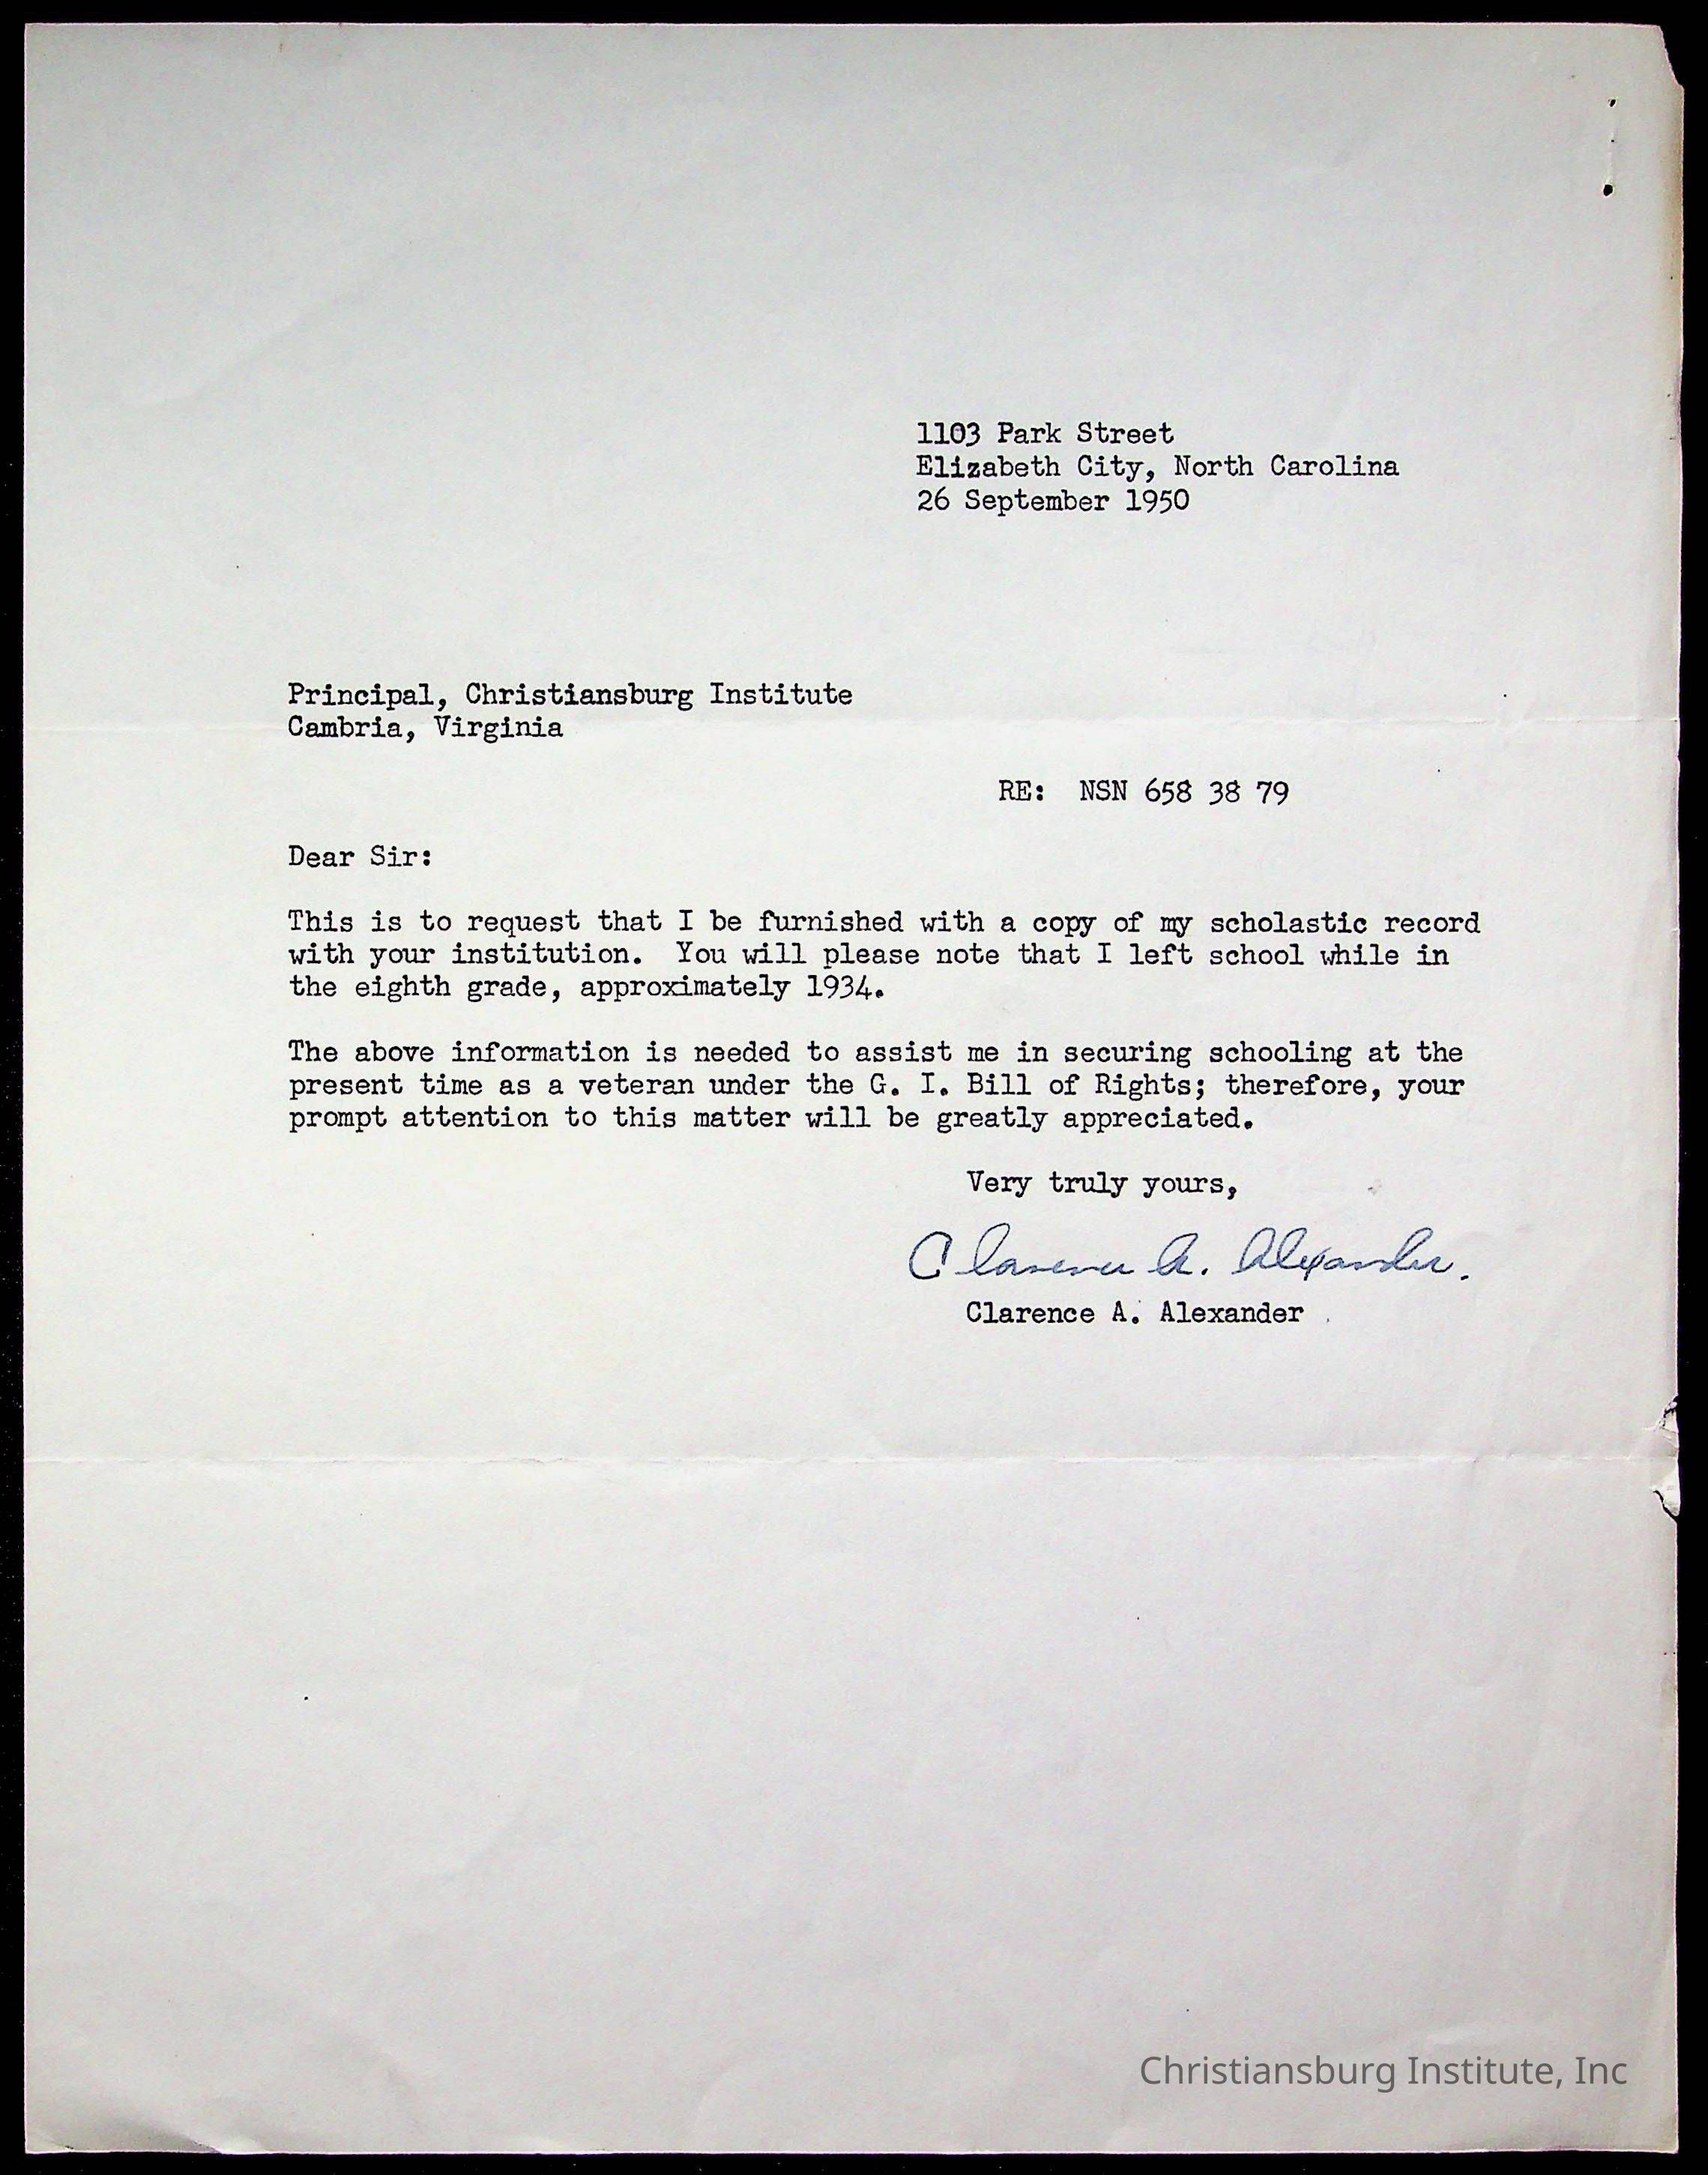 1103 Park Street
Elizabeth City, North Carolina
26 September 1950
Principal, Christiansburg Institute
Cambria, Virginia
RE: NSN 658 38 79
Dear Sir:
This is to request that I be furnished with a copy of my scholastic record
with your institution. You will please note that I left school while in
the eighth grade, approximately 1934.
The above information is needed to assist me in securing schooling at the
present time as a veteran under the G. I. Bill of Rights; therefore, your
prompt attention to this matter will be greatly appreciated.
Very truly yours,
Clarence A. Alexander.
Clarence A. Alexander
Christiansburg Institute, Inc